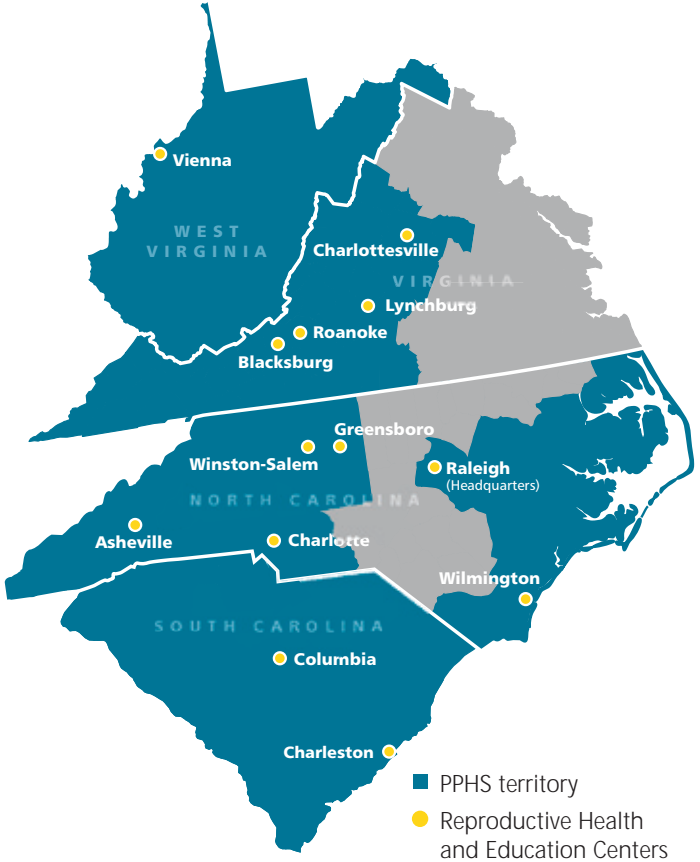 Vienna
WEST
VIRGINIA
Charlottesville
VIRGINIA
Lynchburg
Roanoke
Blacksburg
Greensboro
Winston-Salem
Raleigh
(Headquarters)
NORTH CAROLINA
Asheville
Charlotte
Wilmington
SOUTH CAROLINA
Columbia
Charleston
PPHS territory
Reproductive Health
and Education Centers